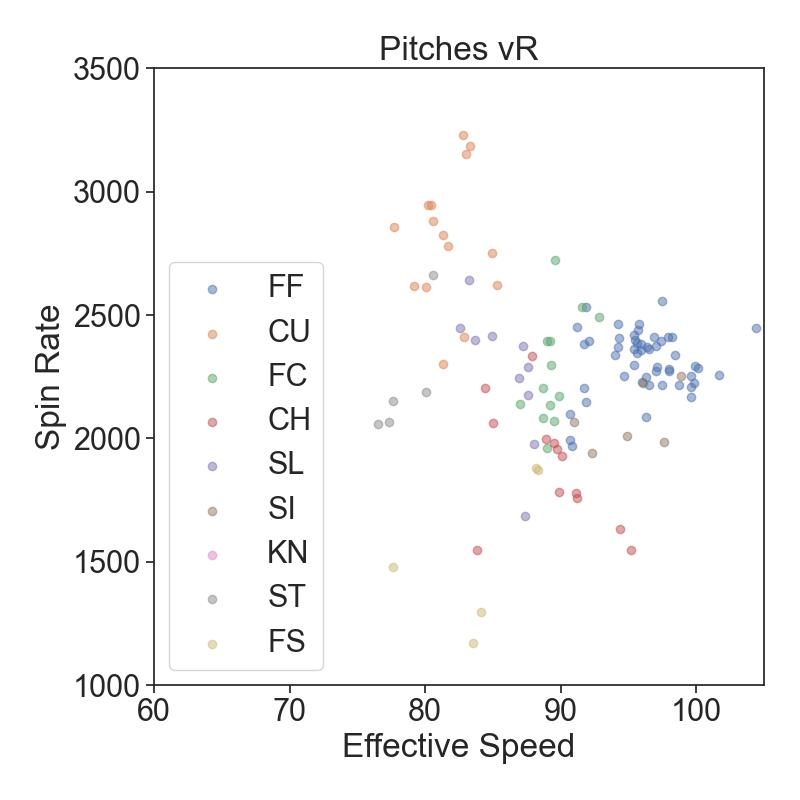 Pitches vR
3500
3000
2500
2000
1500
1000
Spin Rate
FF
CU
FC
CH
SL
SI
KN
ST
FS
60 70 80 90 100
Effective Speed